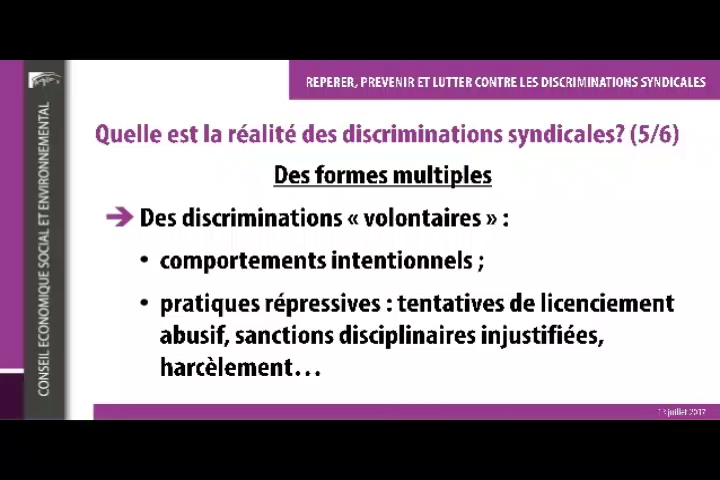 REPERER, PREVENIR ET LUTTER CONTRE LES DISCRIMINATIONS SYNDICALES
CONSEIL ECONOMIQUE SOCIAL ET ENVIRONNEMENTAL
Quelle est la réalité des discriminations syndicales? (5/6)
Des formes multiples
Des discriminations « volontaires » :
• comportements intentionnels ;
• pratiques répressives : tentatives de licenciement
abusif, sanctions disciplinaires injustifiées,
harcèlement…
juillet 2017